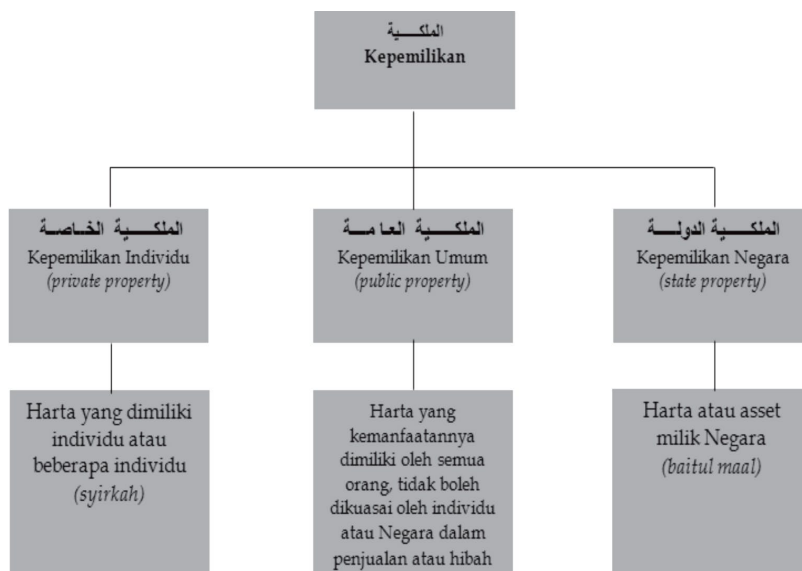 الملكية
Kepemilikan
الملكية الخاصة
Kepemilikan Individu
(private property)
الملكية العامة
Kepemilikan Umum
(public property)
الملكية الدولة
Kepemilikan Negara
(state property)
Harta yang dimiliki
individu atau
beberapa individu
(syirkah)
Harta yang
kemanfaatannya
dimiliki oleh semua
orang, tidak boleh
dikuasai oleh individu
atau Negara dalam
penjualan atau hibah
Harta atau asset
milik Negara
(baitul maal)